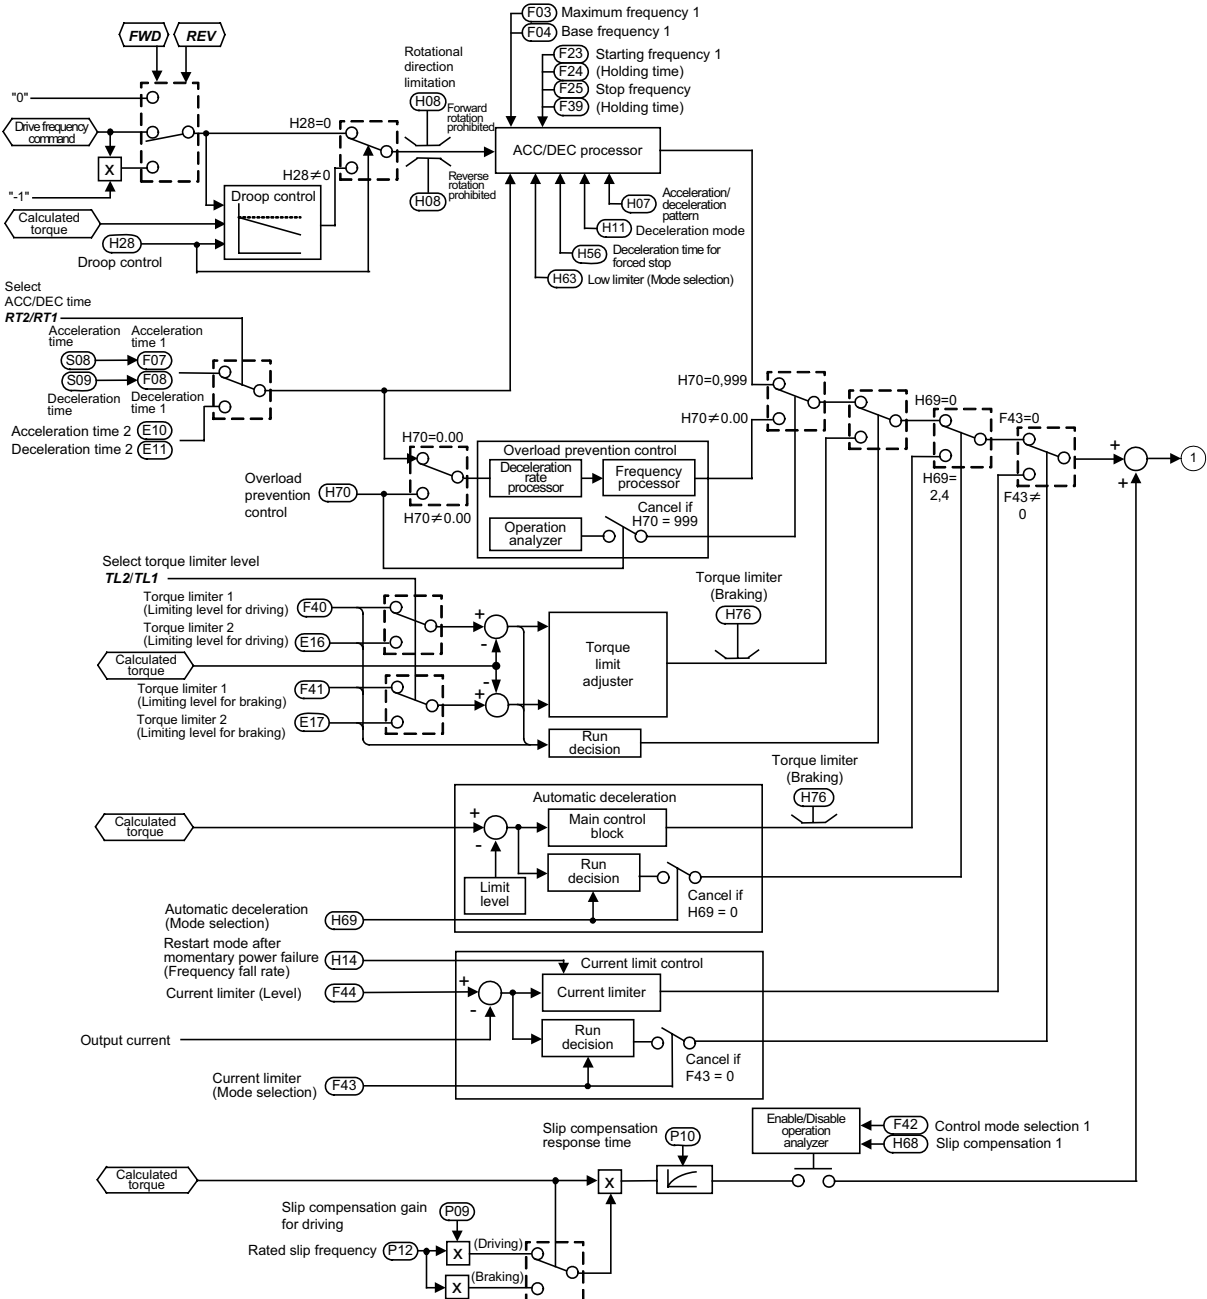 FWD REV
"0"
Drive frequency
command
X
"-1"
Calculated
torque
H28
Droop control
Droop control
H28=0
H28≠0
Rotational
direction
limitation
H08
Forward
rotation
prohibited
Reverse
rotation
prohibited
H08
F03 Maximum frequency 1
F04 Base frequency 1
F23 Starting frequency 1
F24 (Holding time)
F25 Stop frequency
F39 (Holding time)
ACC/DEC processor
H07 Acceleration/
deceleration
pattern
H11 Deceleration mode
H56 Deceleration time for
forced stop
H63 Low limiter (Mode selection)
Select
ACC/DEC time
RT2/RT1
Acceleration
time
Acceleration
time 1
S08 F07
S09 F08
Deceleration
time
Deceleration
time 1
Acceleration time 2 E10
Deceleration time 2 E11
H70=0.00
Overload
prevention
control
H70
H70≠0.00
Overload prevention control
Deceleration
rate
processor
Frequency
processor
Operation
analyzer
Cancel if
H70 = 999
H70=0,999
H70≠0.00
H69=0
H69=
2,4
F43=0
F43≠
0
+
+
1
Select torque limiter level
TL2/TL1
Torque limiter 1
(Limiting level for driving)
F40
Torque limiter 2
(Limiting level for driving)
E16
Calculated
torque
Torque limiter 1
(Limiting level for braking)
F41
Torque limiter 2
(Limiting level for braking)
E17
+
-
-
+
Torque
limit
adjuster
Run
decision
Torque limiter
(Braking)
H76
Torque limiter
(Braking)
H76
Automatic deceleration
Calculated
torque
+
-
Main control
block
Run
decision
Limit
level
Cancel if
H69 = 0
Automatic deceleration
(Mode selection)
H69
Restart mode after
momentary power failure
(Frequency fall rate)
H14
Current limit control
Current limiter (Level) F44
+
-
Current limiter
Output current
Run
decision
Cancel if
F43 = 0
Current limiter
(Mode selection)
F43
Slip compensation
response time
P10
Enable/Disable
operation
analyzer
F42 Control mode selection 1
H68 Slip compensation 1
Calculated
torque
X
Slip compensation gain
for driving
P09
Rated slip frequency P12
X (Driving)
X (Braking)